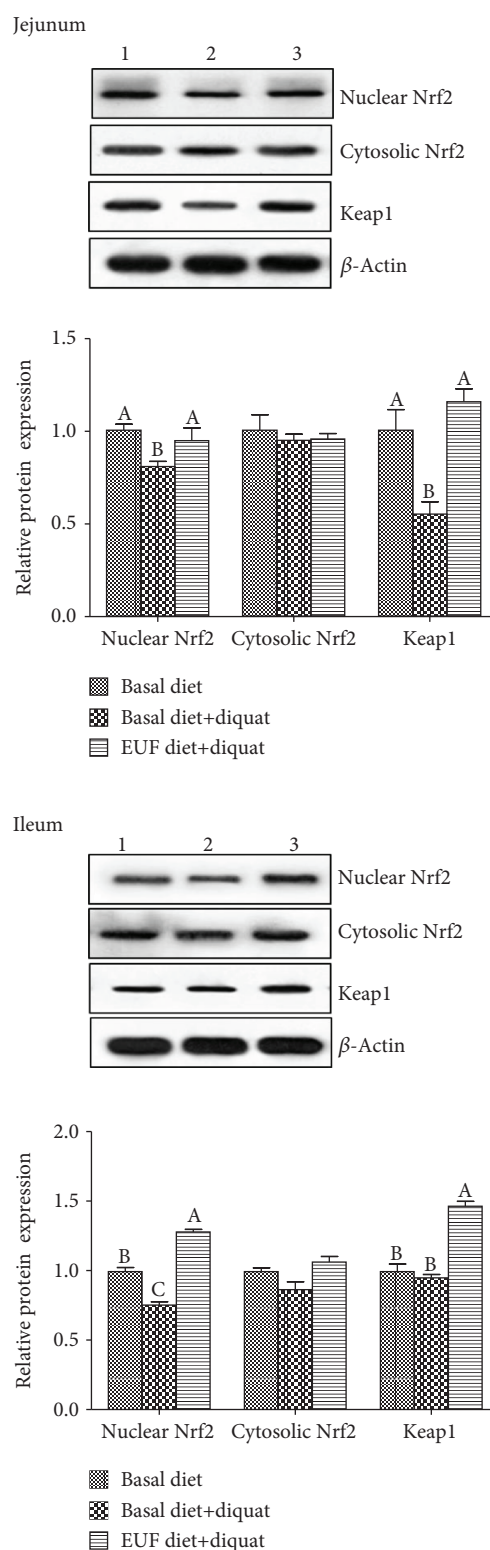 Jejunum
1 2 3
Nuclear Nrf2
Cytosolic Nrf2
Keap1
β-Actin
Relative protein expression
1.5
1.0
0.5
0.0
A B A
A B A
Nuclear Nrf2 Cytosolic Nrf2 Keap1
Basal diet
Basal diet+diquat
EUF diet+diquat
Ileum
1 2 3
Nuclear Nrf2
Cytosolic Nrf2
Keap1
β-Actin
Relative protein expression
2.0
1.5
1.0
0.5
0.0
B C A
B B A
Nuclear Nrf2 Cytosolic Nrf2 Keap1
Basal diet
Basal diet+diquat
EUF diet+diquat